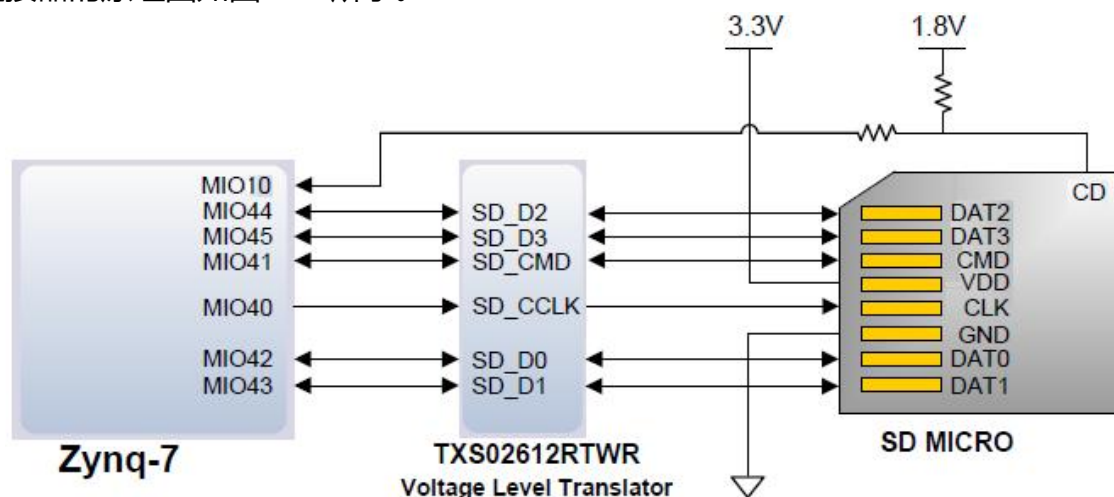 3.3V
1.8V
CD
MIO10
MIO44
MIO45
MIO41
MIO40
MIO42
MIO43
SD_D2
SD_D3
SD_CMD
SD_CCLK
SD_D0
SD_D1
DAT2
DAT3
CMD
VDD
CLK
GND
DAT0
DAT1
Zynq-7
TXS02612RTWR
Voltage Level Translator
SD MICRO